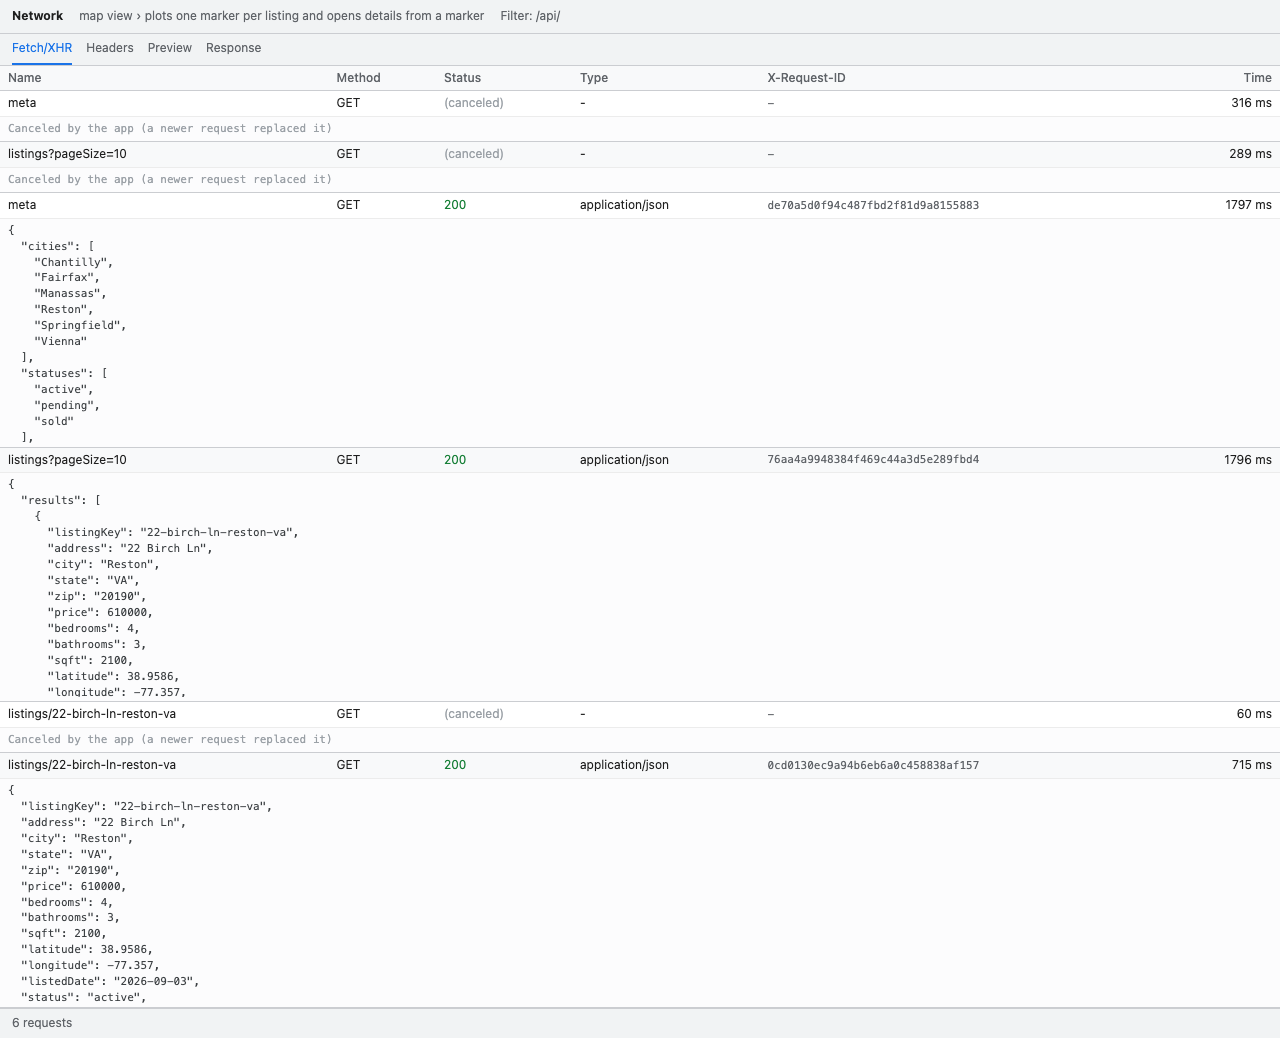 Network map view › plots one marker per listing and opens details from a marker Filter: /api/
Fetch/XHR Headers Preview Response
Name Method Status Type X-Request-ID Time
meta GET (canceled) - – 316 ms
Canceled by the app (a newer request replaced it)
listings?pageSize=10 GET (canceled) - – 289 ms
Canceled by the app (a newer request replaced it)
meta GET 200 application/json de70a5d0f94c487fbd2f81d9a8155883 1797 ms
{
"cities": [
"Chantilly",
"Fairfax",
"Manassas",
"Reston",
"Springfield",
"Vienna"
],
"statuses": [
"active",
"pending",
"sold"
],
listings?pageSize=10 GET 200 application/json 76aa4a9948384f469c44a3d5e289fbd4 1796 ms
{
"results": [
{
"listingKey": "22-birch-ln-reston-va",
"address": "22 Birch Ln",
"city": "Reston",
"state": "VA",
"zip": "20190",
"price": 610000,
"bedrooms": 4,
"bathrooms": 3,
"sqft": 2100,
"latitude": 38.9586,
"longitude": -77.357,
listings/22-birch-ln-reston-va GET (canceled) - – 60 ms
Canceled by the app (a newer request replaced it)
listings/22-birch-ln-reston-va GET 200 application/json 0cd0130ec9a94b6eb6a0c458838af157 715 ms
{
"listingKey": "22-birch-ln-reston-va",
"address": "22 Birch Ln",
"city": "Reston",
"state": "VA",
"zip": "20190",
"price": 610000,
"bedrooms": 4,
"bathrooms": 3,
"sqft": 2100,
"latitude": 38.9586,
"longitude": -77.357,
"listedDate": "2026-09-03",
"status": "active",
6 requests